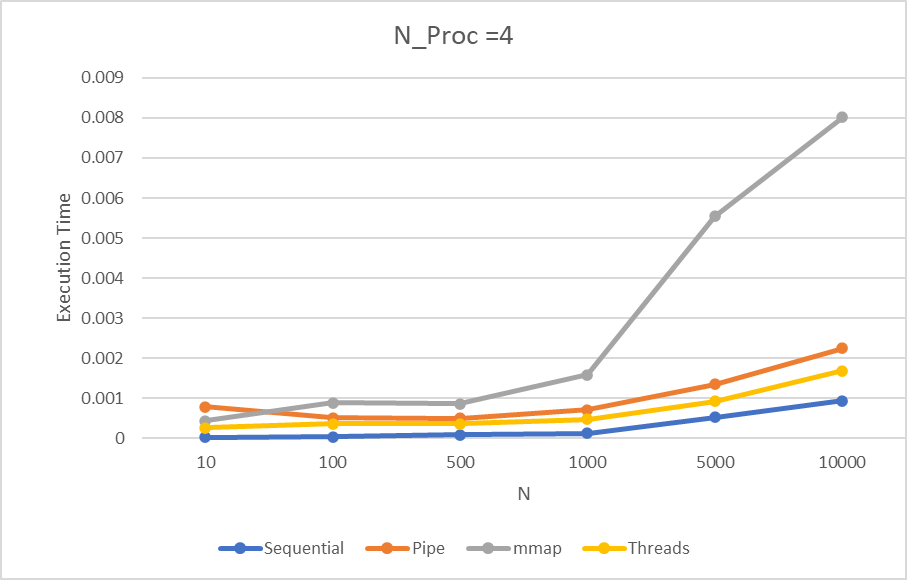 N_Proc =4
0.009
0.008
0.007
0.006
0.005
0.004
0.003
0.002
0.001
0
Execution Time
10 100 500 1000 5000 10000
N
Sequential Pipe mmap Threads